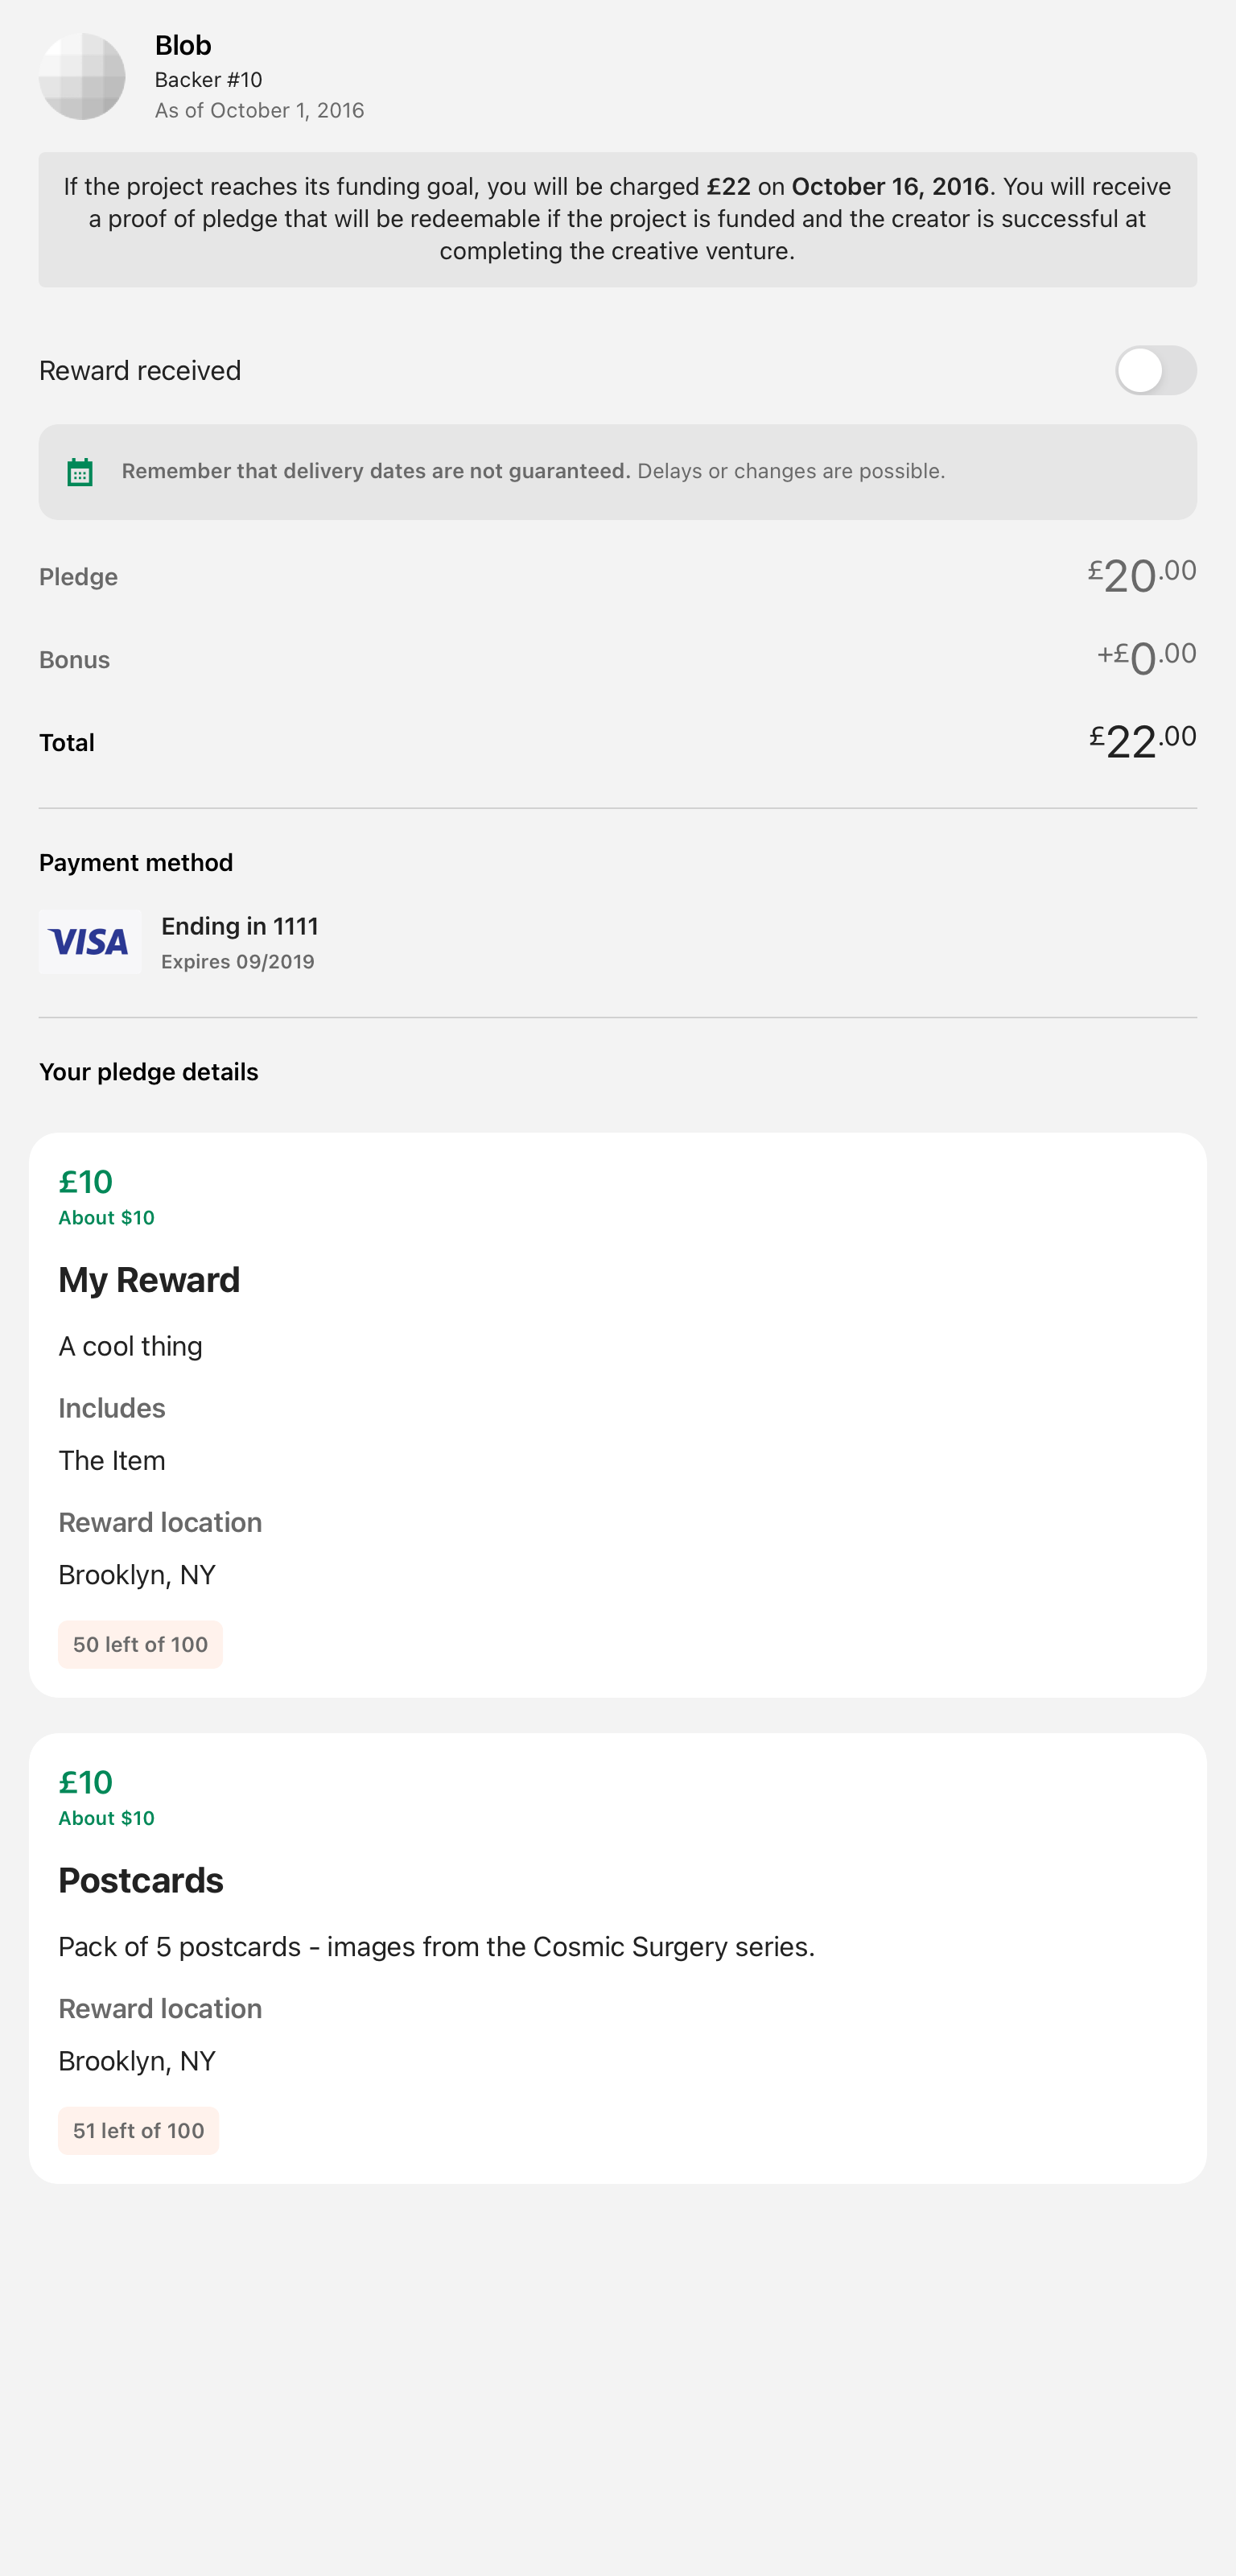 Blob
Backer #10
As of October 1, 2016
If the project reaches its funding goal, you will be charged £22 on October 16, 2016. You will receive
a proof of pledge that will be redeemable if the project is funded and the creator is successful at
completing the creative venture.
Reward received
Remember that delivery dates are not guaranteed. Delays or changes are possible.
Pledge £20.00
Bonus +£0.00
Total £22.00
Payment method
VISA
Ending in 1111
Expires 09/2019
Your pledge details
£10
About $10
My Reward
A cool thing
Includes
The Item
Reward location
Brooklyn, NY
50 left of 100
£10
About $10
Postcards
Pack of 5 postcards - images from the Cosmic Surgery series.
Reward location
Brooklyn, NY
51 left of 100